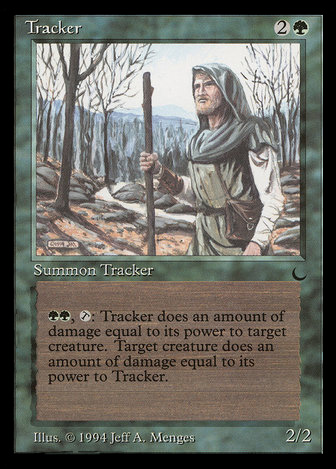 Tracker 2
Summon Tracker
, : Tracker does an amount of
damage equal to its power to target
creature. Target creature does an
amount of damage equal to its
power to Tracker.
Illus. © 1994 Jeff A. Menges 2/2